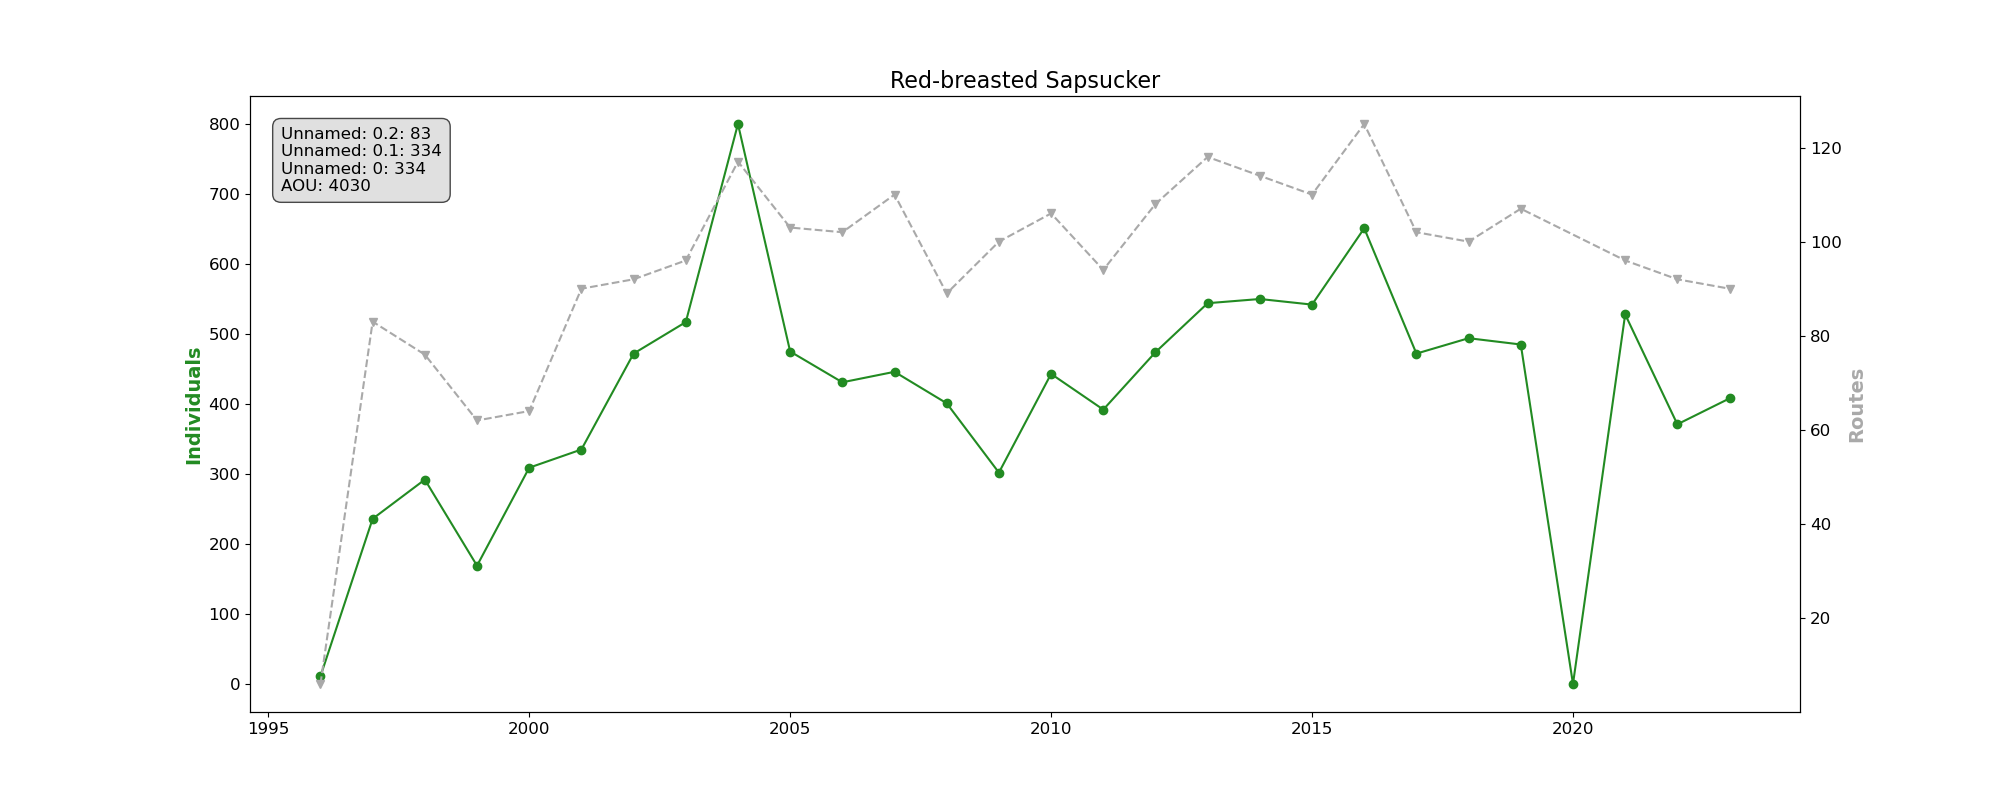 Red-breasted Sapsucker
Unnamed: 0.2: 83
Unnamed: 0.1: 334
Unnamed: 0: 334
AOU: 4030
Individuals
800
700
600
500
400
300
200
100
0
120
100
80
60
40
20
Routes
1995 2000 2005 2010 2015 2020